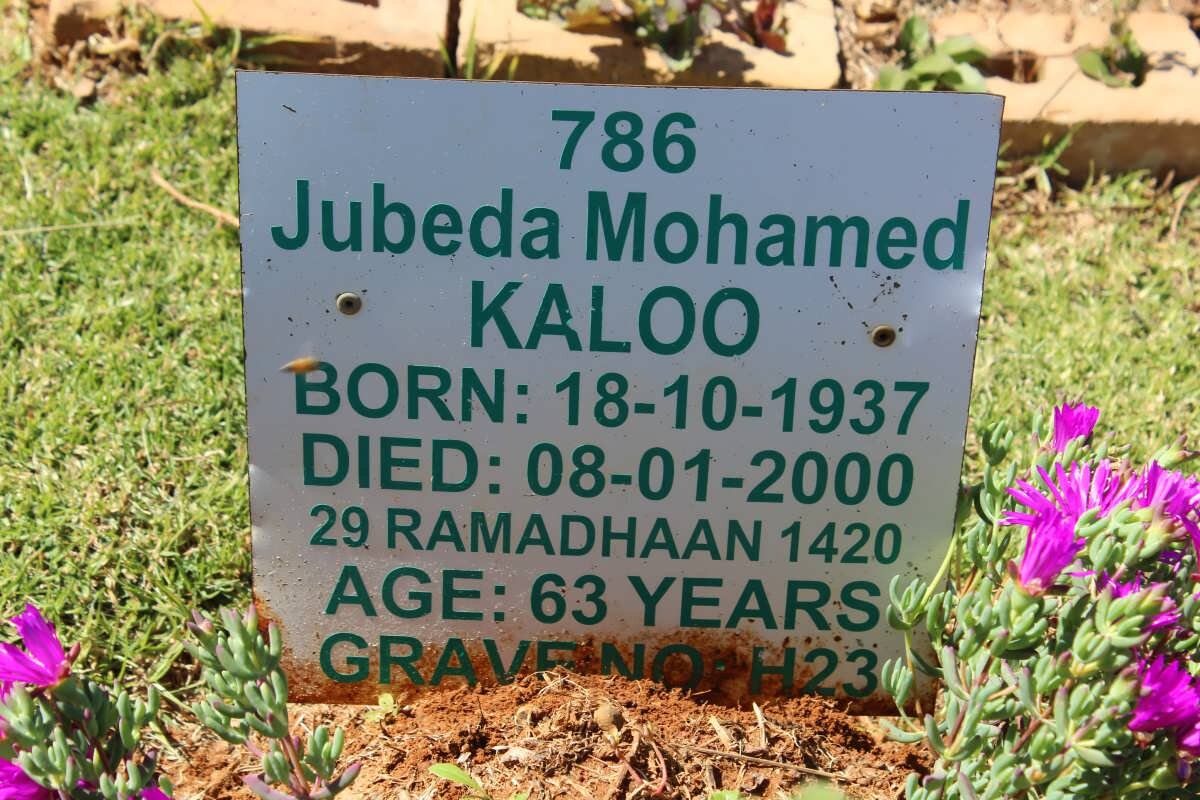 786
Jubeda Mohamed
KALOO
BORN: 18-10-1937
DIED: 08-01-2000
29 RAMADHAAN 1420
AGE: 63 YEARS
GRAVE NO: H23